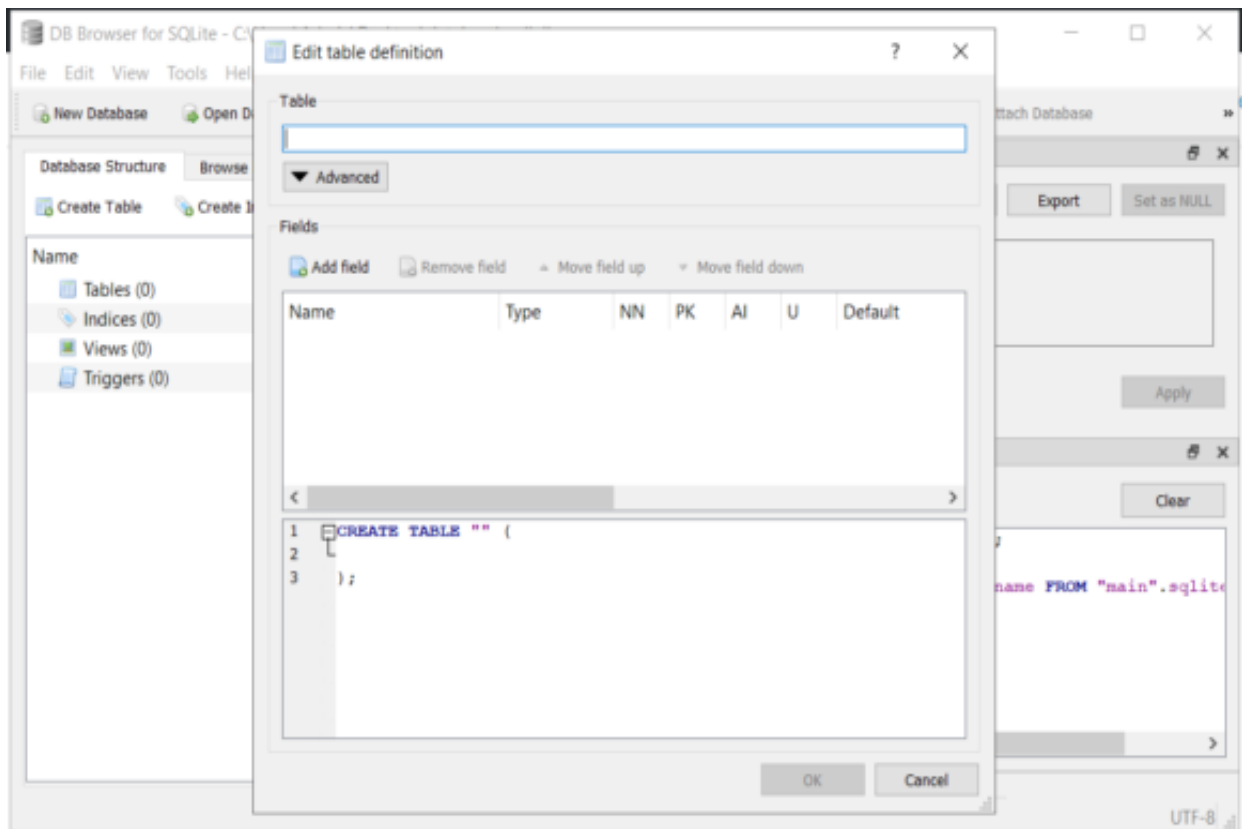 DB Browser for SQLite - C:\
File Edit View Tools Hel
New Database Open D ttach Database »
Database Structure Browse
Create Table Create I
Name
Tables (0)
Indices (0)
Views (0)
Triggers (0)
Edit table definition ?
Table
Advanced
Fields
Add field Remove field Move field up Move field down
Name Type NN PK AI U Default
1 CREATE TABLE "" (
2
3 );
OK Cancel
Export Set as NULL
Apply
Clear
;
name FROM "main".sqlite
UTF-8